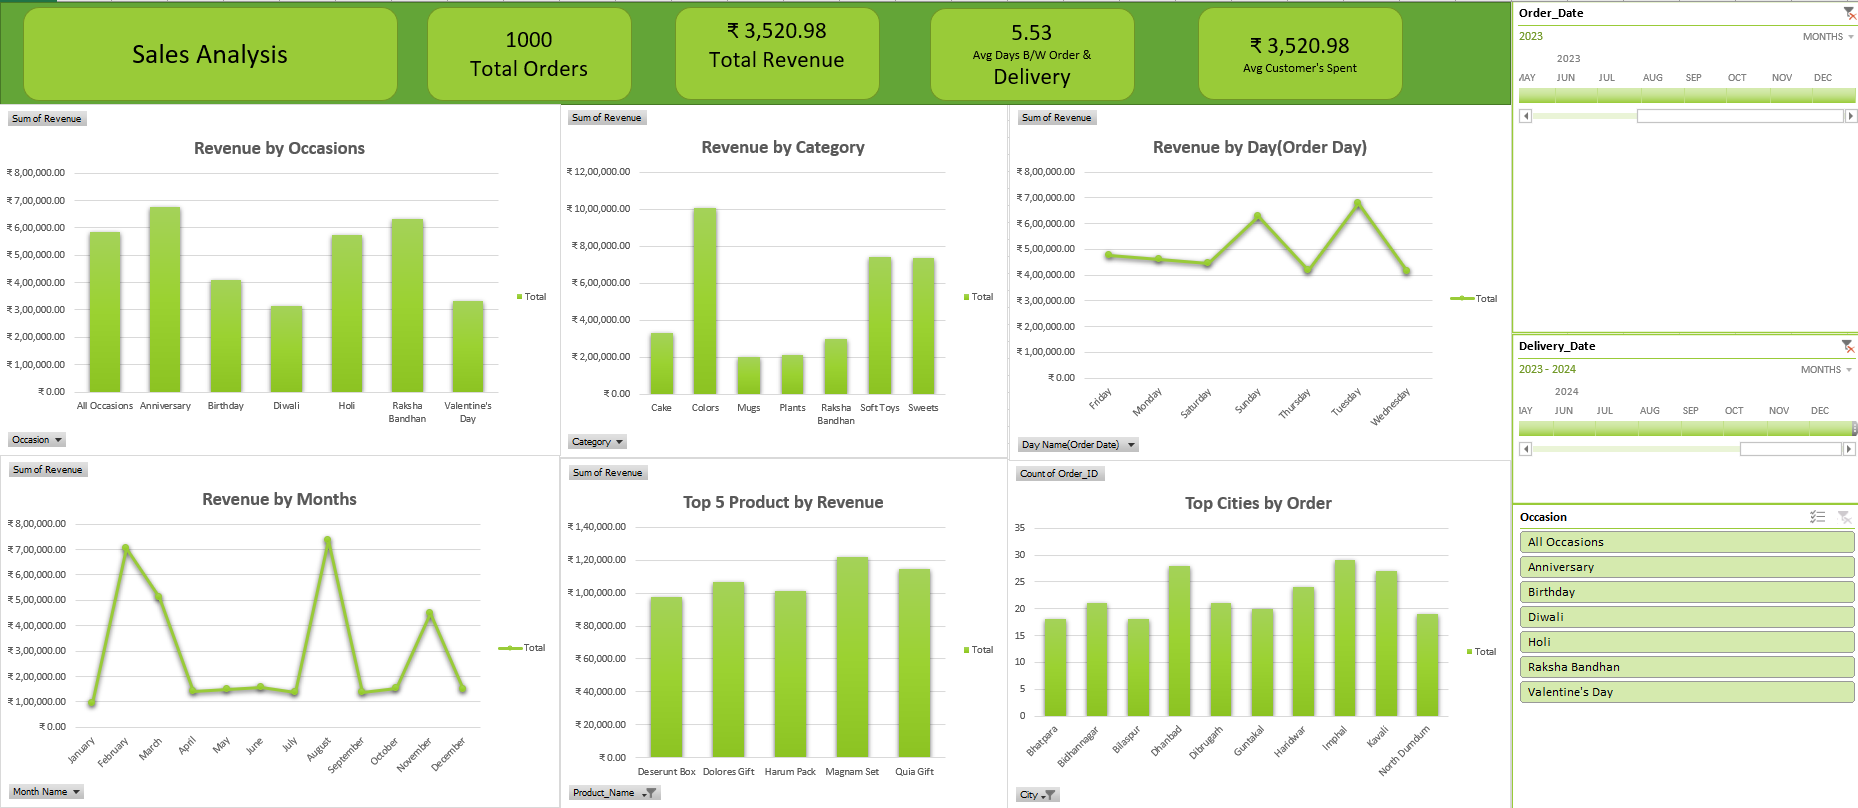 Sales Analysis
1000
Total Orders
₹ 3,520.98
Total Revenue
5.53
Avg Days B/W Order &
Delivery
₹ 3,520.98
Avg Customer's Spent
Sum of Revenue
Revenue by Occasions
₹ 8,00,000.00
₹ 7,00,000.00
₹ 6,00,000.00
₹ 5,00,000.00
₹ 4,00,000.00
₹ 3,00,000.00
₹ 2,00,000.00
₹ 1,00,000.00
₹ 0.00
All Occasions Anniversary Birthday Diwali Holi Raksha Bandhan Valentine's Day
Total
Occasion
Sum of Revenue
Revenue by Category
₹ 12,00,000.00
₹ 10,00,000.00
₹ 8,00,000.00
₹ 6,00,000.00
₹ 4,00,000.00
₹ 2,00,000.00
₹ 0.00
Cake Colors Mugs Plants Raksha Bandhan Soft Toys Sweets
Total
Category
Sum of Revenue
Revenue by Day(Order Day)
₹ 8,00,000.00
₹ 7,00,000.00
₹ 6,00,000.00
₹ 5,00,000.00
₹ 4,00,000.00
₹ 3,00,000.00
₹ 2,00,000.00
₹ 1,00,000.00
₹ 0.00
Friday Monday Saturday Sunday Thursday Tuesday Wednesday
Total
Day Name(Order Date)
Sum of Revenue
Revenue by Months
₹ 8,00,000.00
₹ 7,00,000.00
₹ 6,00,000.00
₹ 5,00,000.00
₹ 4,00,000.00
₹ 3,00,000.00
₹ 2,00,000.00
₹ 1,00,000.00
₹ 0.00
January February March April May June July August September October November December
Total
Month Name
Sum of Revenue
Top 5 Product by Revenue
₹ 1,40,000.00
₹ 1,20,000.00
₹ 1,00,000.00
₹ 80,000.00
₹ 60,000.00
₹ 40,000.00
₹ 20,000.00
₹ 0.00
Deserunt Box Dolores Gift Harum Pack Magnam Set Quia Gift
Total
Product_Name
Count of Order_ID
Top Cities by Order
35
30
25
20
15
10
5
0
Bhatpara Bidhannagar Bilaspur Dhanbad Dibrugarh Guntakal Haridwar Imphal Kavali North Dumdum
Total
City
Order_Date
2023 MONTHS
2023
MAY JUN JUL AUG SEP OCT NOV DEC
Delivery_Date
2023 - 2024 MONTHS
2024
MAY JUN JUL AUG SEP OCT NOV DEC
Occasion
All Occasions
Anniversary
Birthday
Diwali
Holi
Raksha Bandhan
Valentine's Day